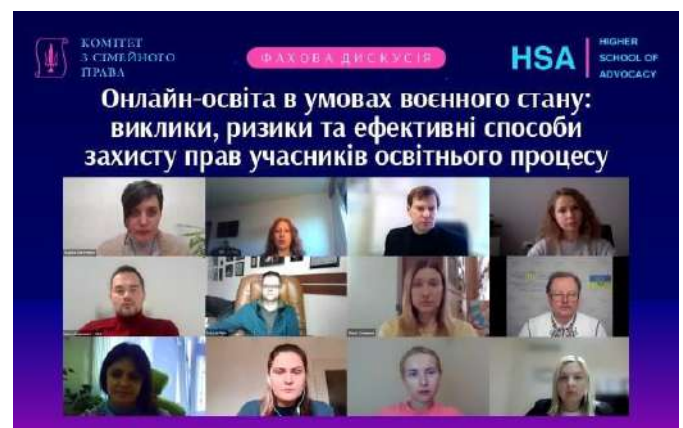 КОМІТЕТ
З СІМЕЙНОГО
ПРАВА
ФАХОВА ДИСКУСІЯ
HSA
HIGHER
SCHOOL OF
ADVOCACY
Онлайн-освіта в умовах воєнного стану:
виклики, ризики та ефективні способи
захисту прав учасників освітнього процесу